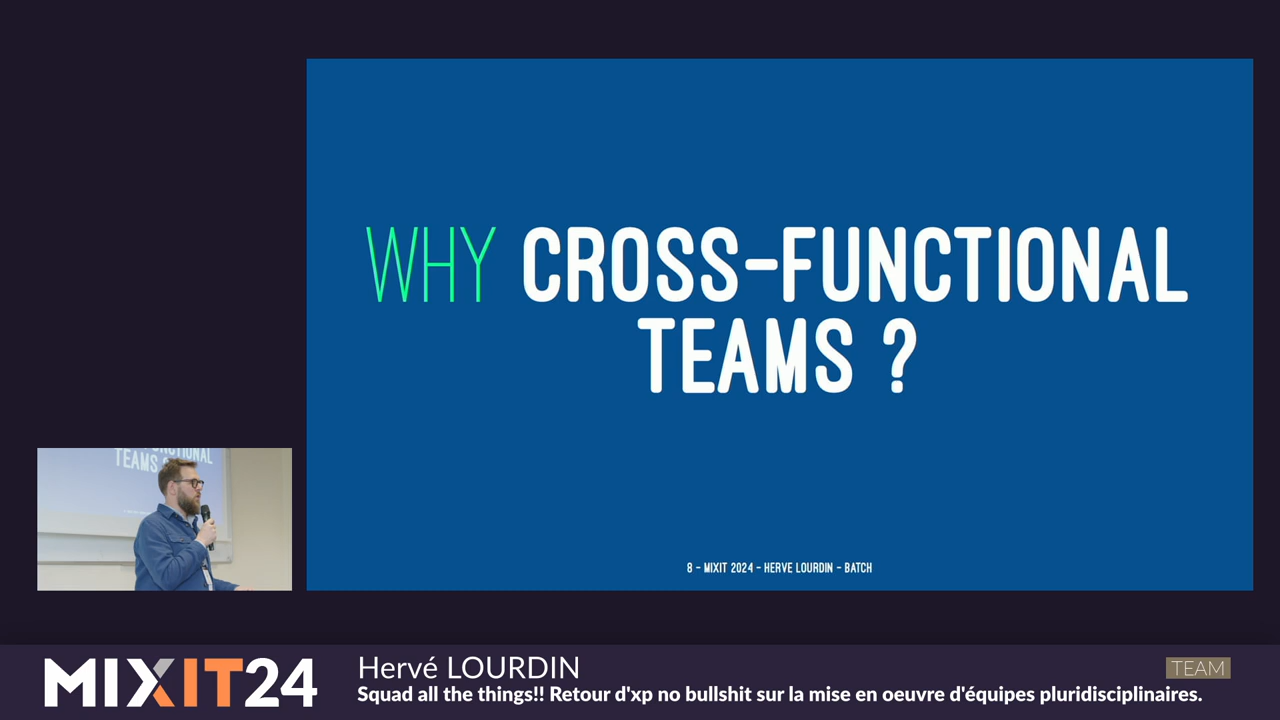 WHY CROSS-FUNCTIONAL
TEAMS ?
8 - MIXIT 2024 - HERVE LOURDIN - BATCH
TEAMS
MIXIT24
Hervé LOURDIN
TEAM
Squad all the things!! Retour d'xp no bullshit sur la mise en oeuvre d'équipes pluridisciplinaires.